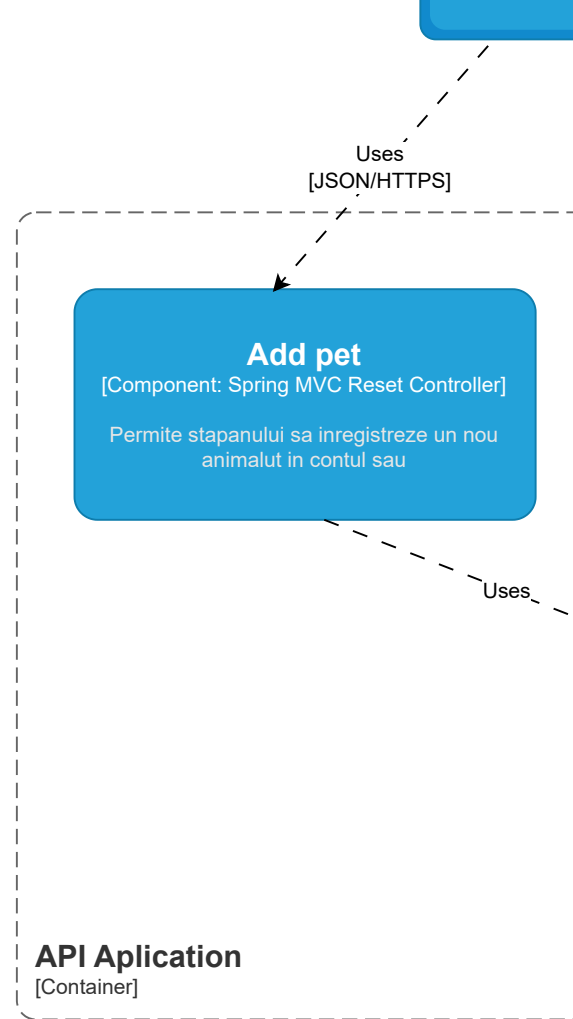 Uses
[JSON/HTTPS]
Add pet
[Component: Spring MVC Reset Controller]
Permite stapanului sa inregistreze un nou
animalut in contul sau
Uses
API Aplication
[Container]